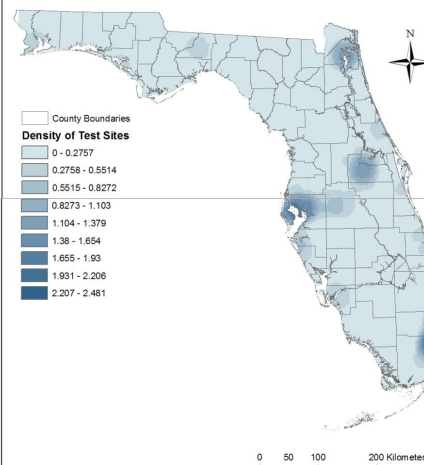 N
County Boundaries
Density of Test Sites
0 - 0.2757
0.2758 - 0.5514
0.5515 - 0.8272
0.8273 - 1.103
1.104 - 1.379
1.38 - 1.654
1.655 - 1.93
1.931 - 2.206
2.207 - 2.481
0 50 100 200 Kilometer